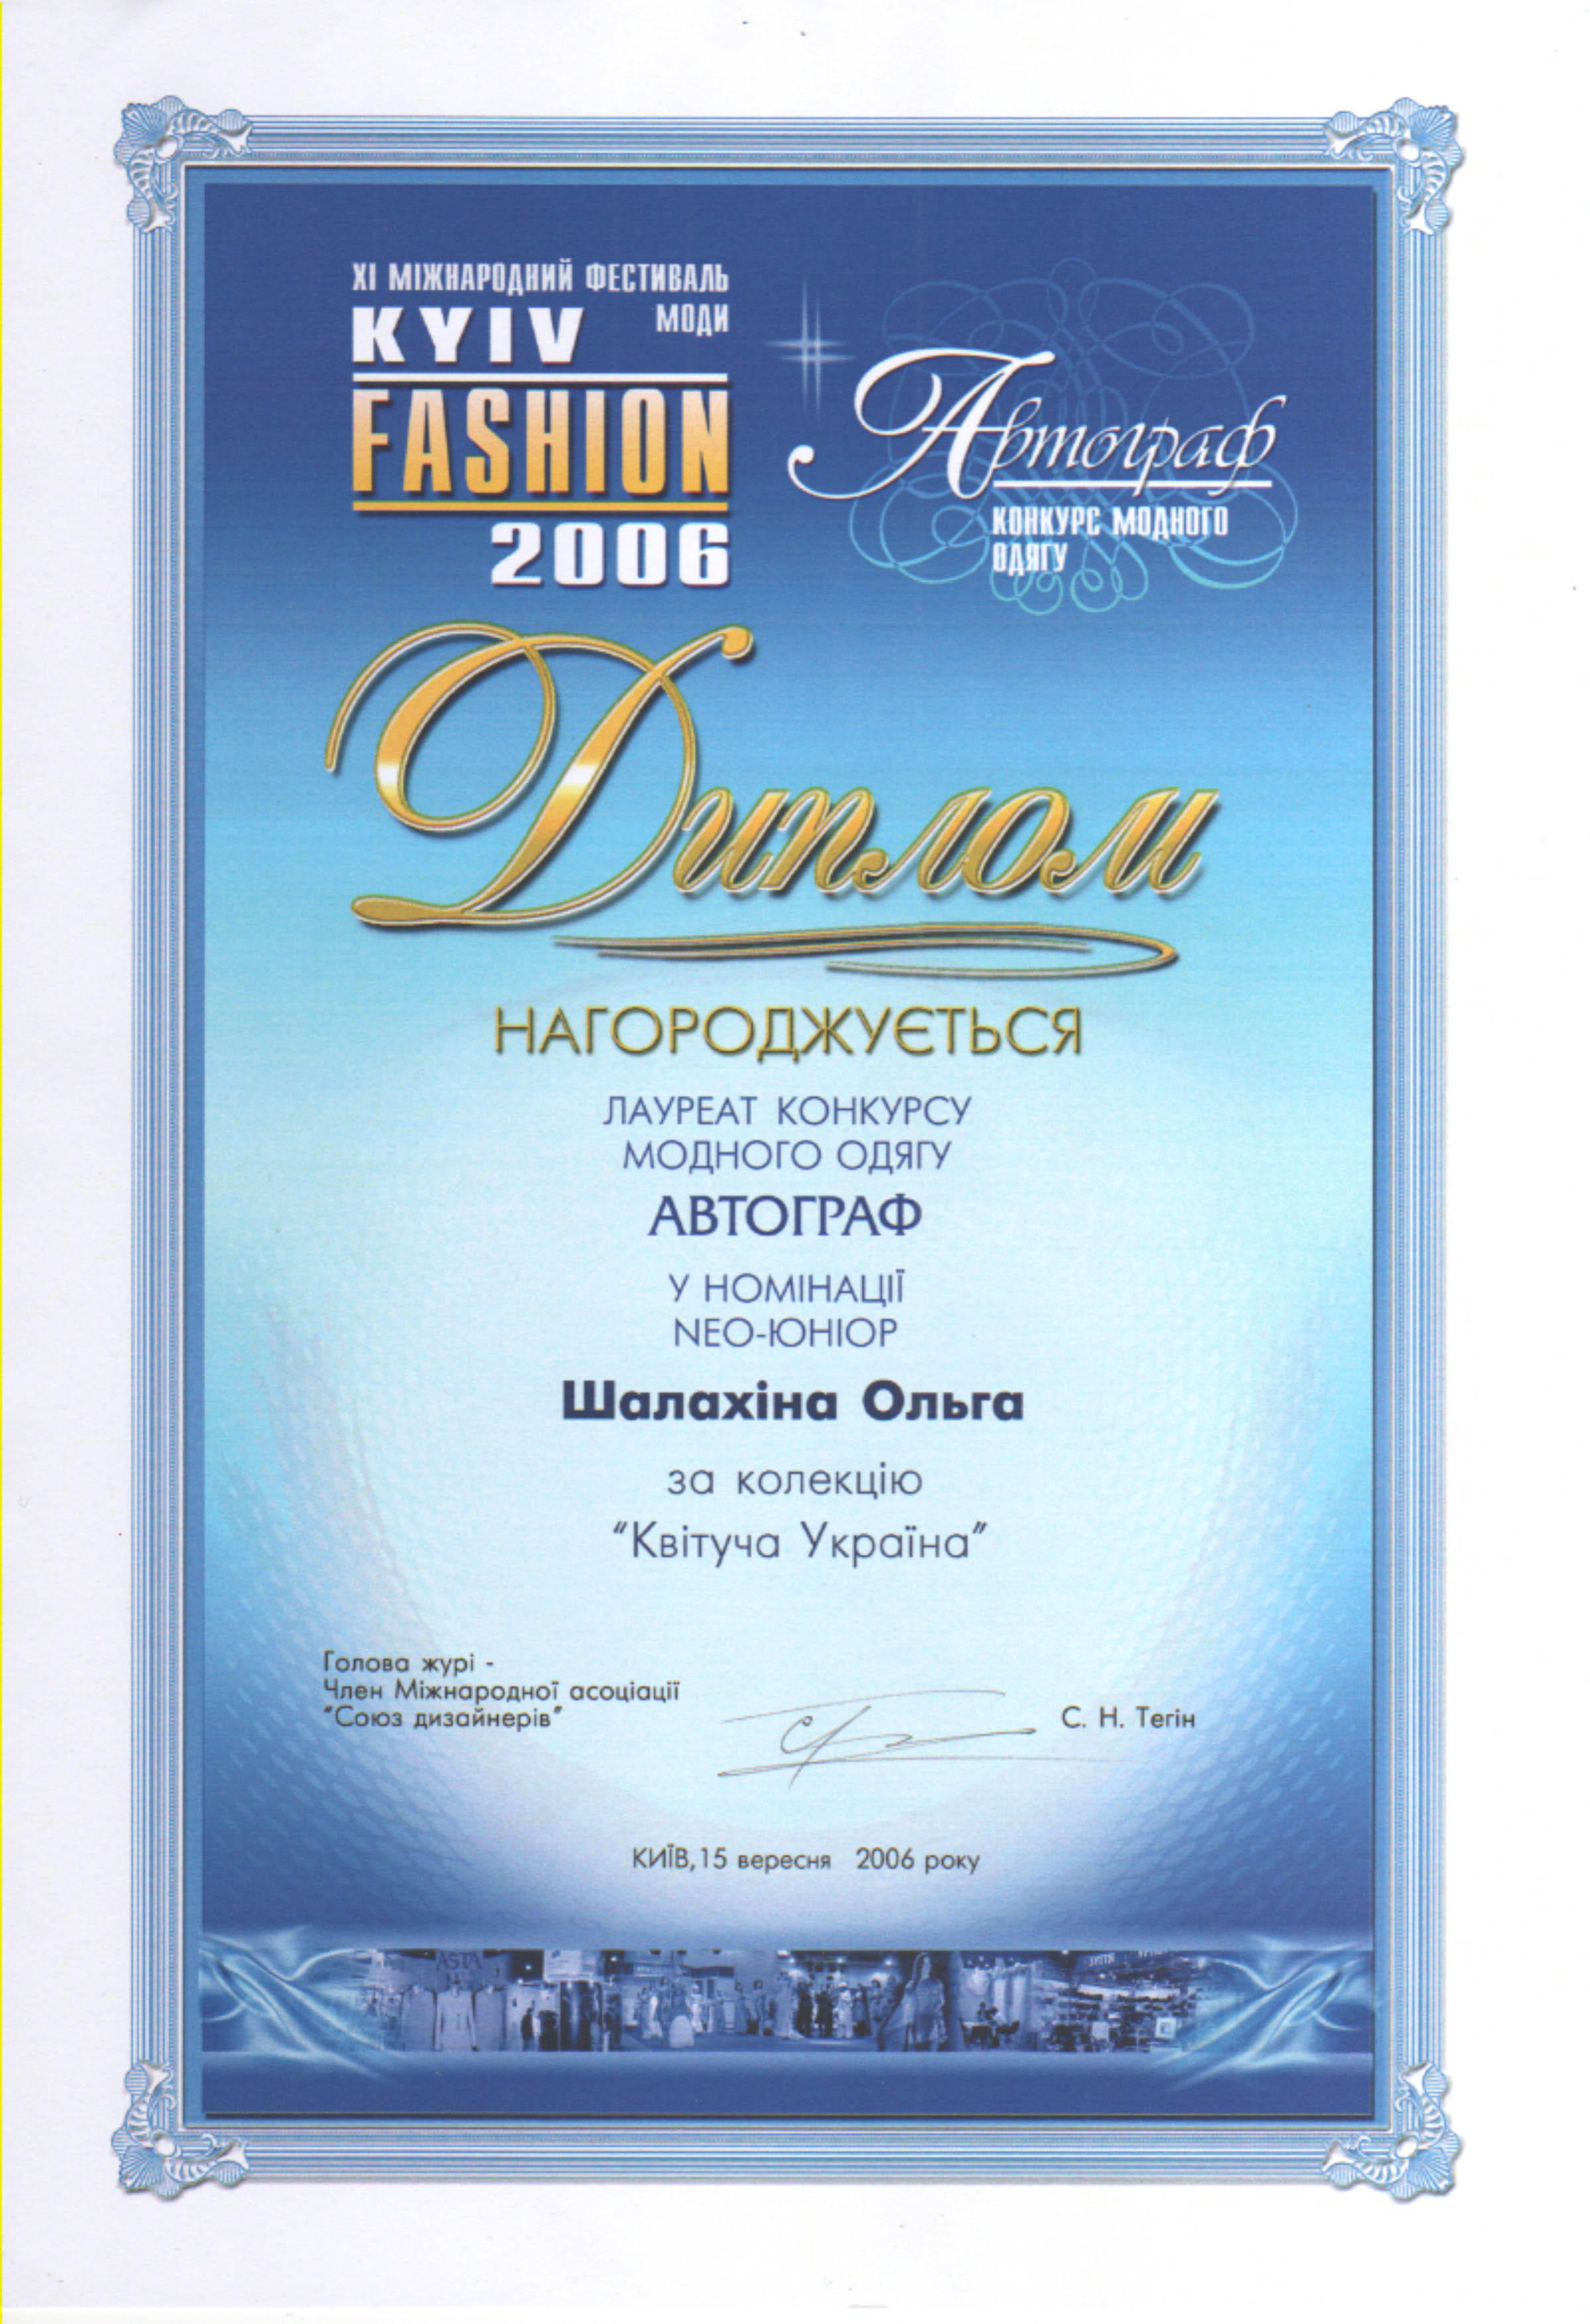 XI МІЖНАРОДНИЙ ФЕСТИВАЛЬ
МОДИ
KYIV
FASHION
2006
Автограф
КОНКУРС МОДНОГО
ОДЯГУ
Диплом
НАГОРОДЖУЄТЬСЯ
ЛАУРЕАТ КОНКУРСУ
МОДНОГО ОДЯГУ
АВТОГРАФ
У НОМІНАЦІЇ
NEO-ЮНІОР
Шалахіна Ольга
за колекцію
"Квітуча Україна"
Голова журі -
Член Міжнародної асоціації
"Союз дизайнерів"
С. Н. Тегін
КИЇВ, 15 вересня 2006 року
ASTA